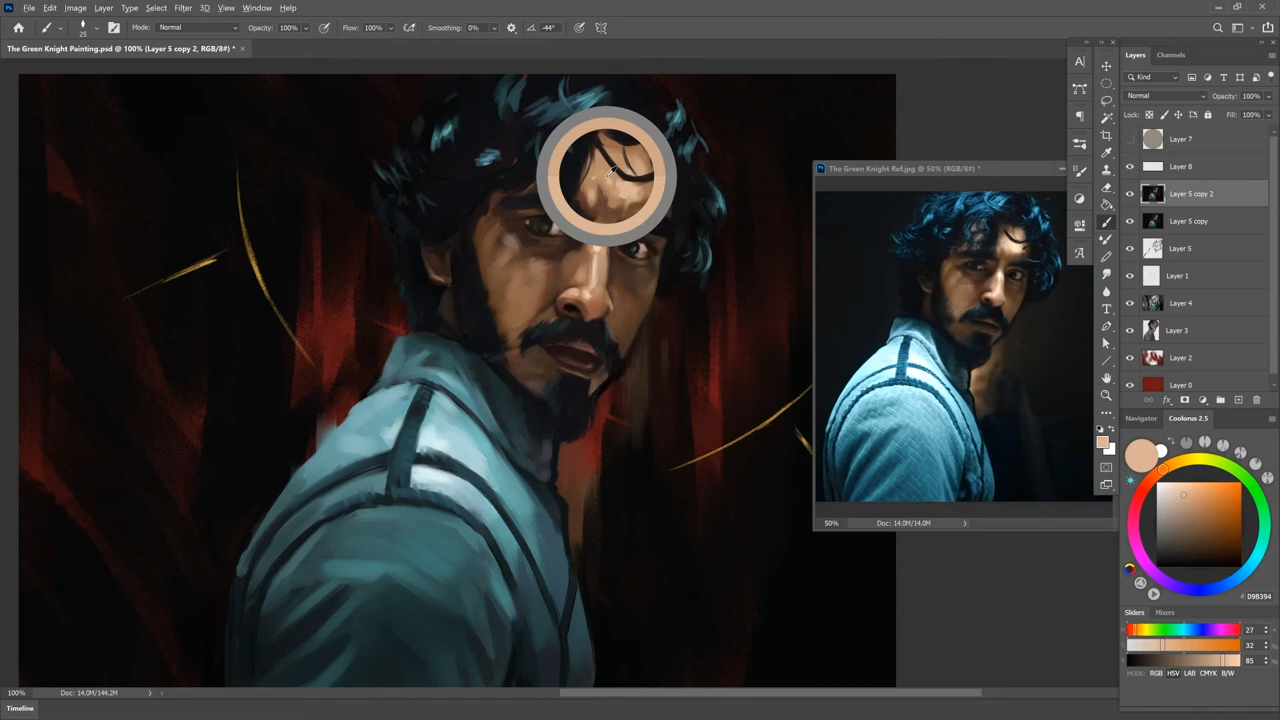 Ps File Edit Image Layer Type Select Filter 3D View Window Help
25 Mode: Normal Opacity: 100% Flow: 100% Smoothing: 0% -44°
The Green Knight Painting.psd @ 100% (Layer 5 copy 2, RGB/8#) * ×
The Green Knight Ref.jpg @ 50% (RGB/8#) *
50% Doc: 14.0M/14.0M
Layers Channels
Kind
Normal Opacity: 100%
Lock: Fill: 100%
Layer 7
Layer 8
Layer 5 copy 2
Layer 5 copy
Layer 5
Layer 1
Layer 4
Layer 3
Layer 2
Layer 0
fx
Navigator Coolorus 2.5
# D9B394
Sliders Mixers
27
32
85
MODE: RGB HSV LAB CMYK B/W
100% Doc: 14.0M/144.2M
Timeline